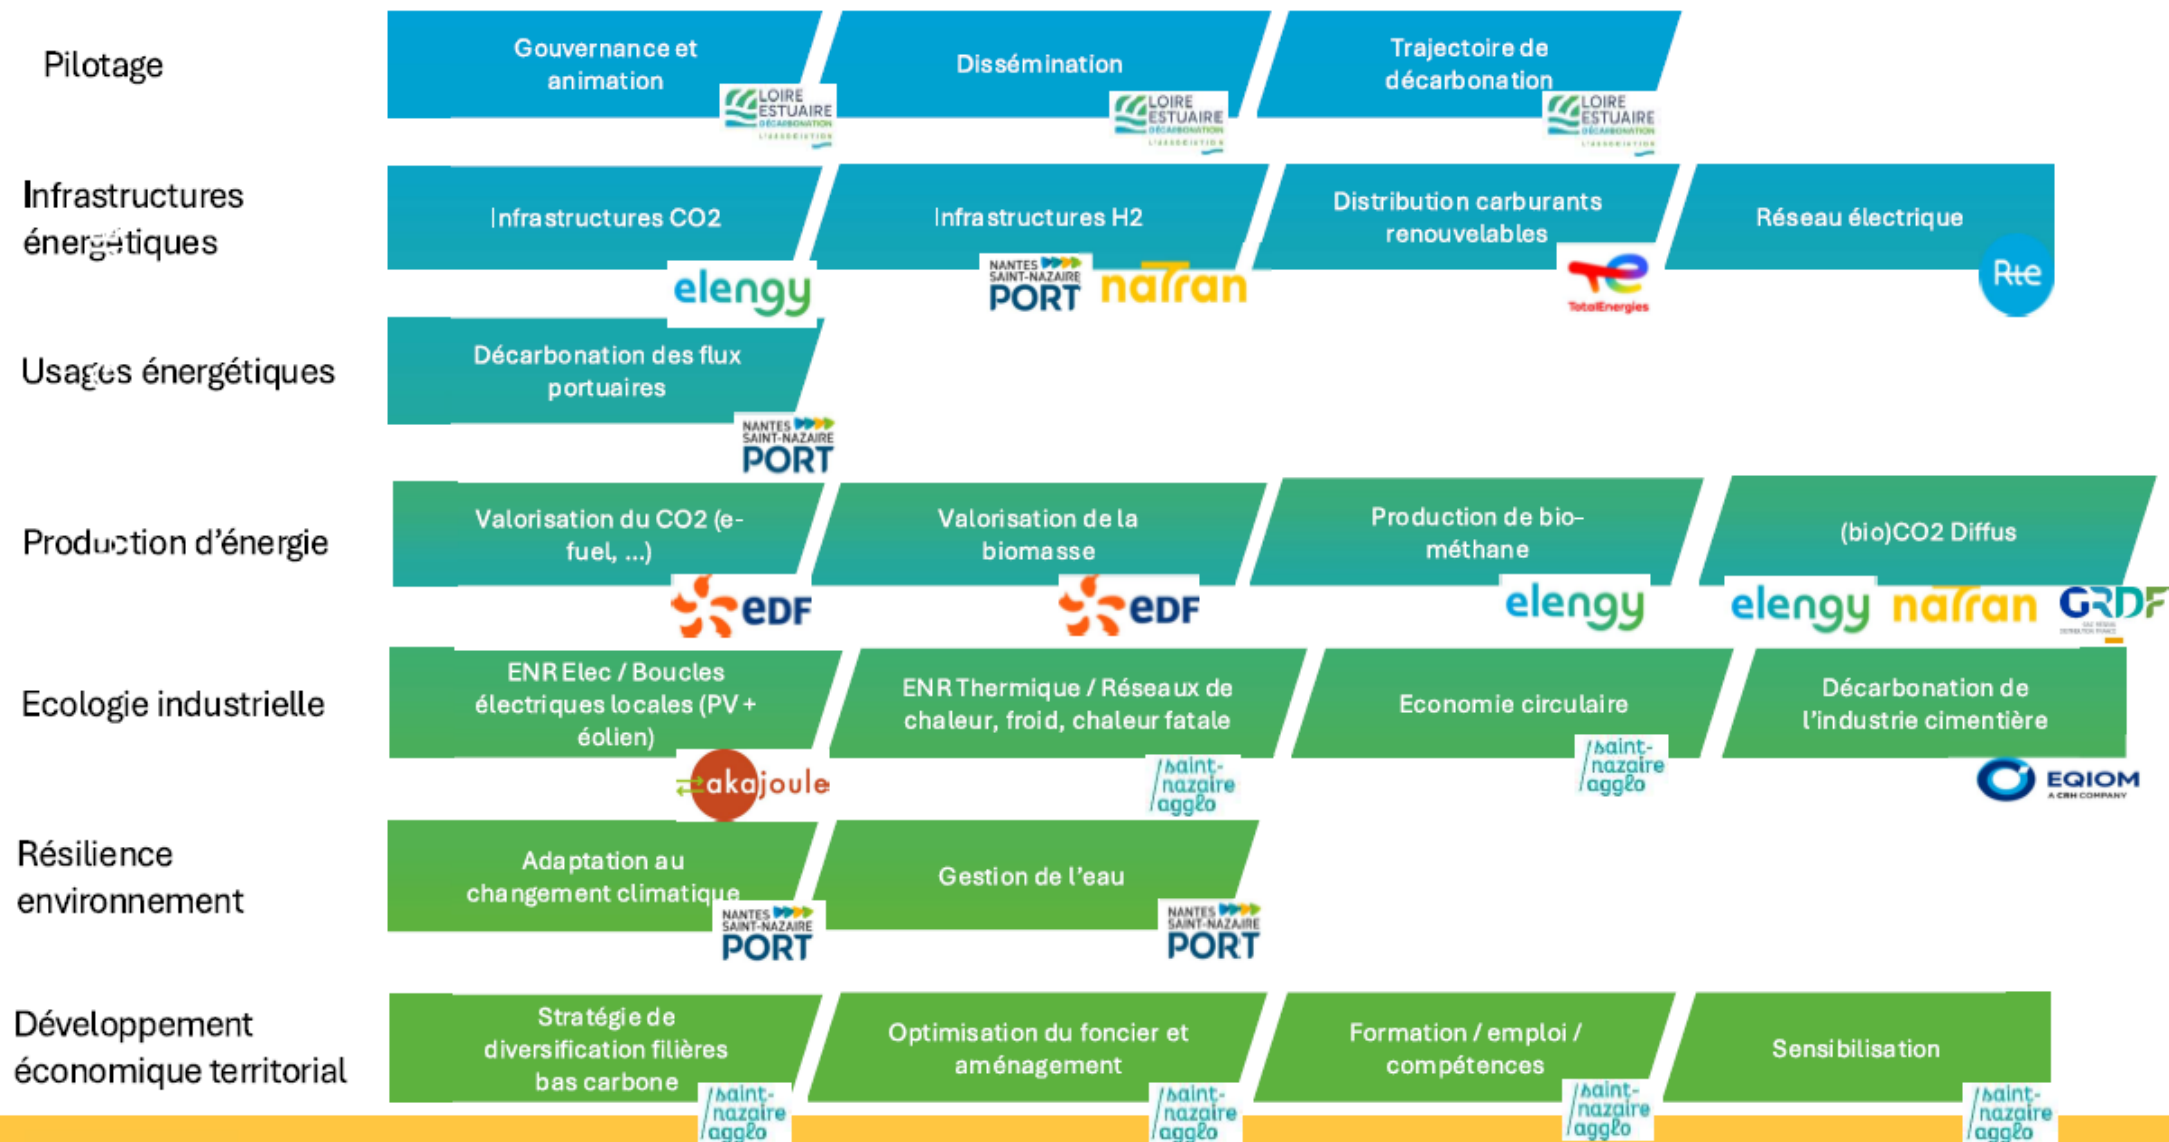 Pilotage
Gouvernance et
animation
LOIRE
ESTUAIRE
DÉCARBONATION
L'ASSOCIATION
Dissémination
LOIRE
ESTUAIRE
DÉCARBONATION
L'ASSOCIATION
Trajectoire de
décarbonation
LOIRE
ESTUAIRE
DÉCARBONATION
L'ASSOCIATION
Infrastructures
énergétiques
Infrastructures CO2
elengy
Infrastructures H2
NANTES
SAINT-NAZAIRE
PORT
naTran
Distribution carburants
renouvelables
TotalEnergies
Réseau électrique
Rte
Usages énergétiques
Décarbonation des flux
portuaires
NANTES
SAINT-NAZAIRE
PORT
Production d'énergie
Valorisation du CO2 (e-
fuel, ...)
eDF
Valorisation de la
biomasse
eDF
Production de bio-
méthane
elengy
(bio)CO2 Diffus
elengy
naTran
GRDF
Ecologie industrielle
ENR Elec / Boucles
électriques locales (PV +
éolien)
akajoule
ENR Thermique / Réseaux de
chaleur, froid, chaleur fatale
saint-
nazaire
agglo
Economie circulaire
saint-
nazaire
agglo
Décarbonation de
l'industrie cimentière
EQIOM
A CRH COMPANY
Résilience
environnement
Adaptation au
changement climatique
NANTES
SAINT-NAZAIRE
PORT
Gestion de l'eau
NANTES
SAINT-NAZAIRE
PORT
Développement
économique territorial
Stratégie de
diversification filières
bas carbone
saint-
nazaire
agglo
Optimisation du foncier et
aménagement
saint-
nazaire
agglo
Formation / emploi /
compétences
saint-
nazaire
agglo
Sensibilisation
saint-
nazaire
agglo